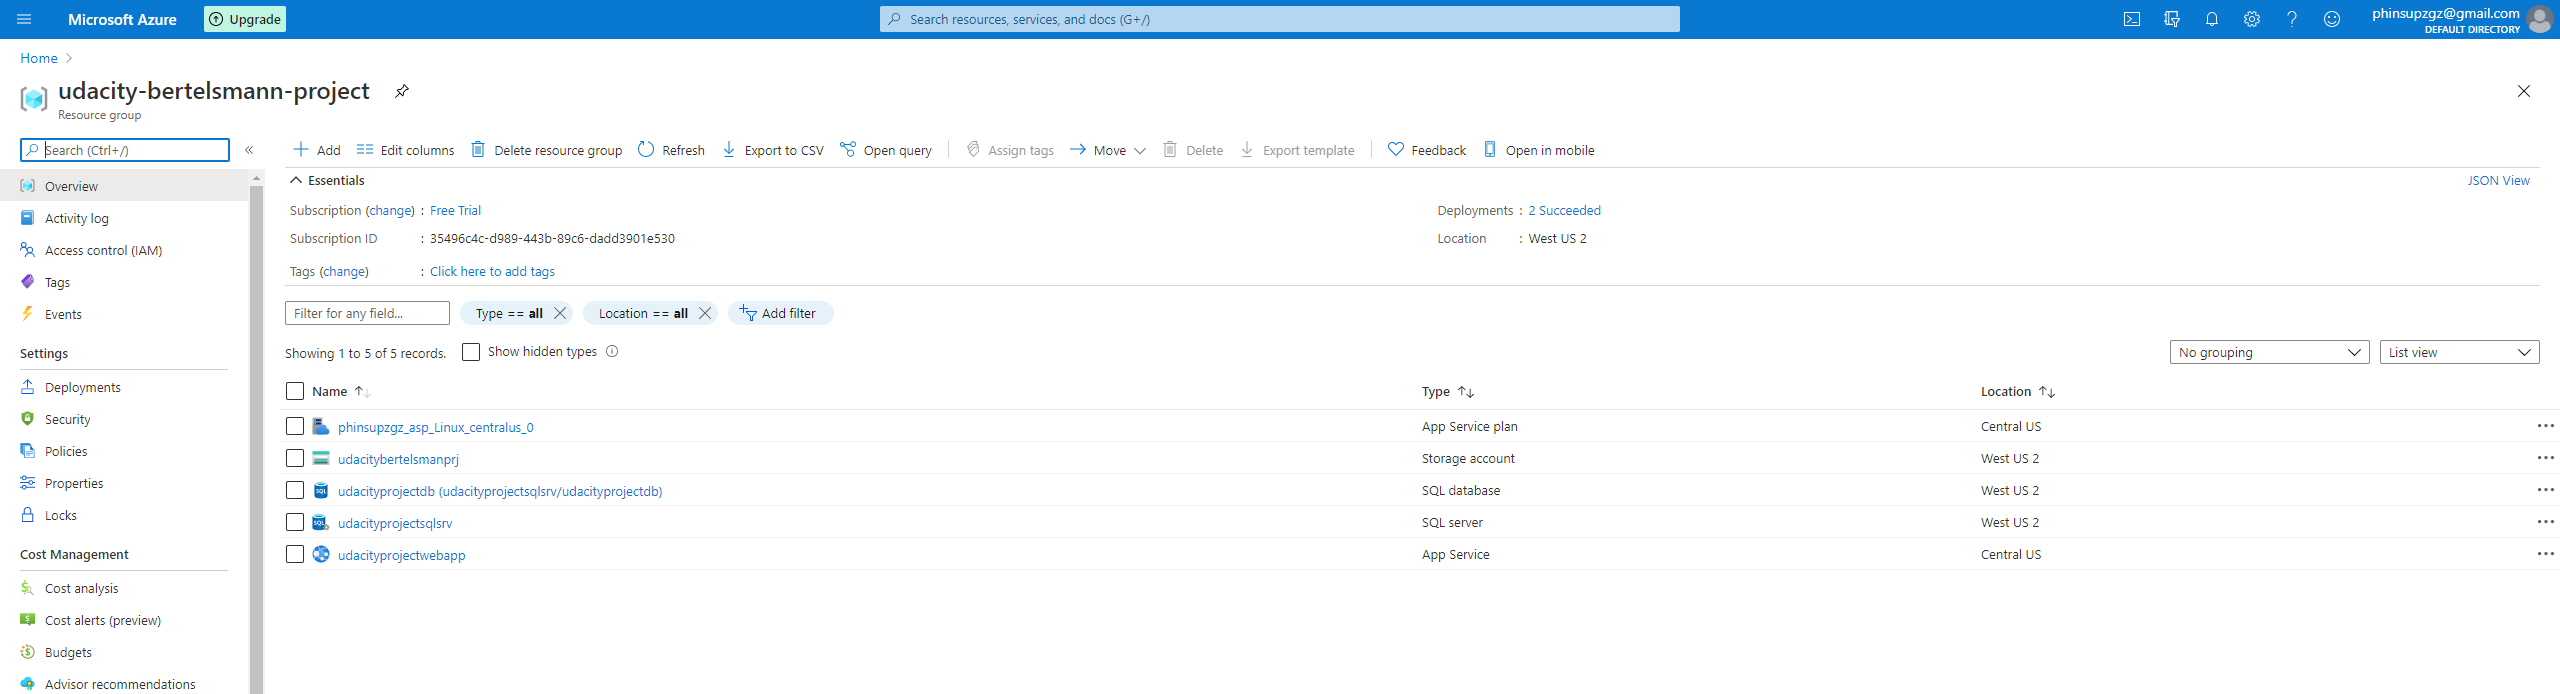 Microsoft Azure
Upgrade
Search resources, services, and docs (G+/)
phinsupzgz@gmail.com
DEFAULT DIRECTORY
Home
udacity-bertelsmann-project
Resource group
Search (Ctrl+/)
Overview
Activity log
Access control (IAM)
Tags
Events
Settings
Deployments
Security
Policies
Properties
Locks
Cost Management
Cost analysis
Cost alerts (preview)
Budgets
Advisor recommendations
Add Edit columns Delete resource group Refresh Export to CSV Open query Assign tags Move Delete Export template Feedback Open in mobile
Essentials
JSON View
Subscription (change) : Free Trial
Subscription ID : 35496c4c-d989-443b-89c6-dadd3901e530
Tags (change) : Click here to add tags
Deployments : 2 Succeeded
Location : West US 2
Filter for any field... Type == all Location == all Add filter
Showing 1 to 5 of 5 records. Show hidden types
No grouping List view
Name Type Location
phinsupzgz_asp_Linux_centralus_0 App Service plan Central US
udacitybertelsmanprj Storage account West US 2
udacityprojectdb (udacityprojectsqlsrv/udacityprojectdb) SQL database West US 2
udacityprojectsqlsrv SQL server West US 2
udacityprojectwebapp App Service Central US